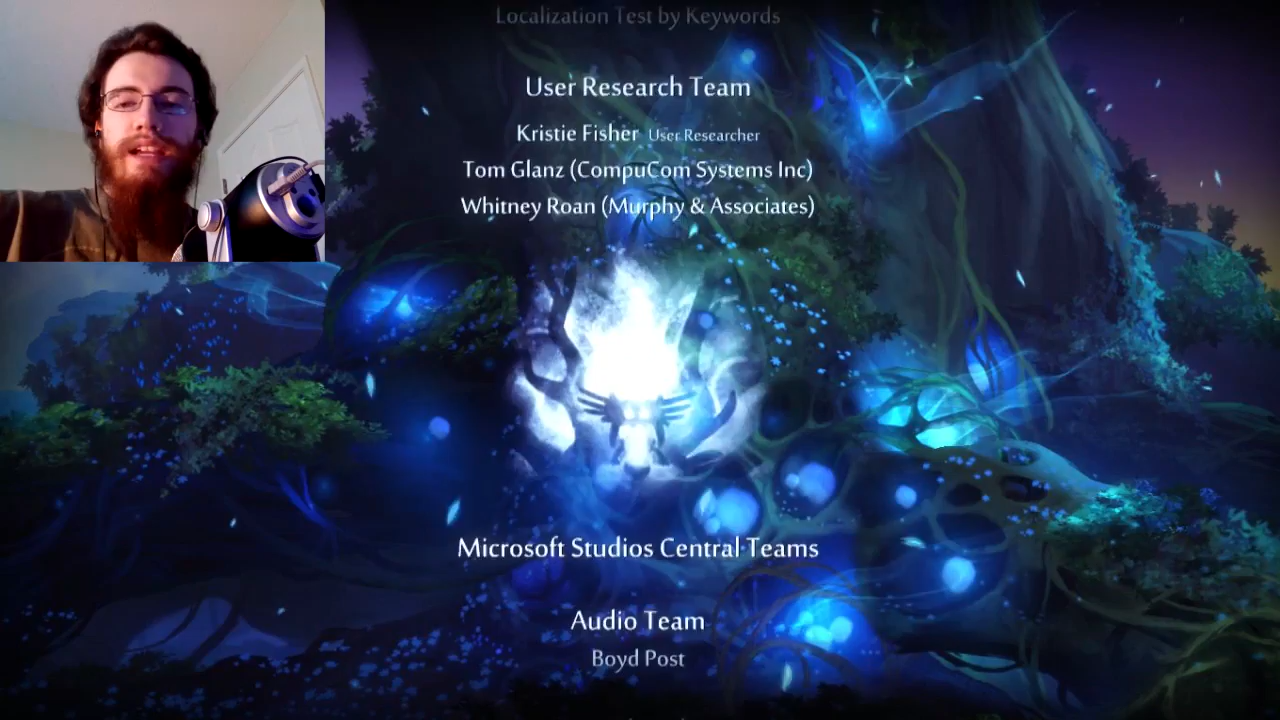 Localization Test by Keywords
User Research Team
Kristie Fisher User Researcher
Tom Glanz (CompuCom Systems Inc)
Whitney Roan (Murphy & Associates)
Microsoft Studios Central Teams
Audio Team
Boyd Post